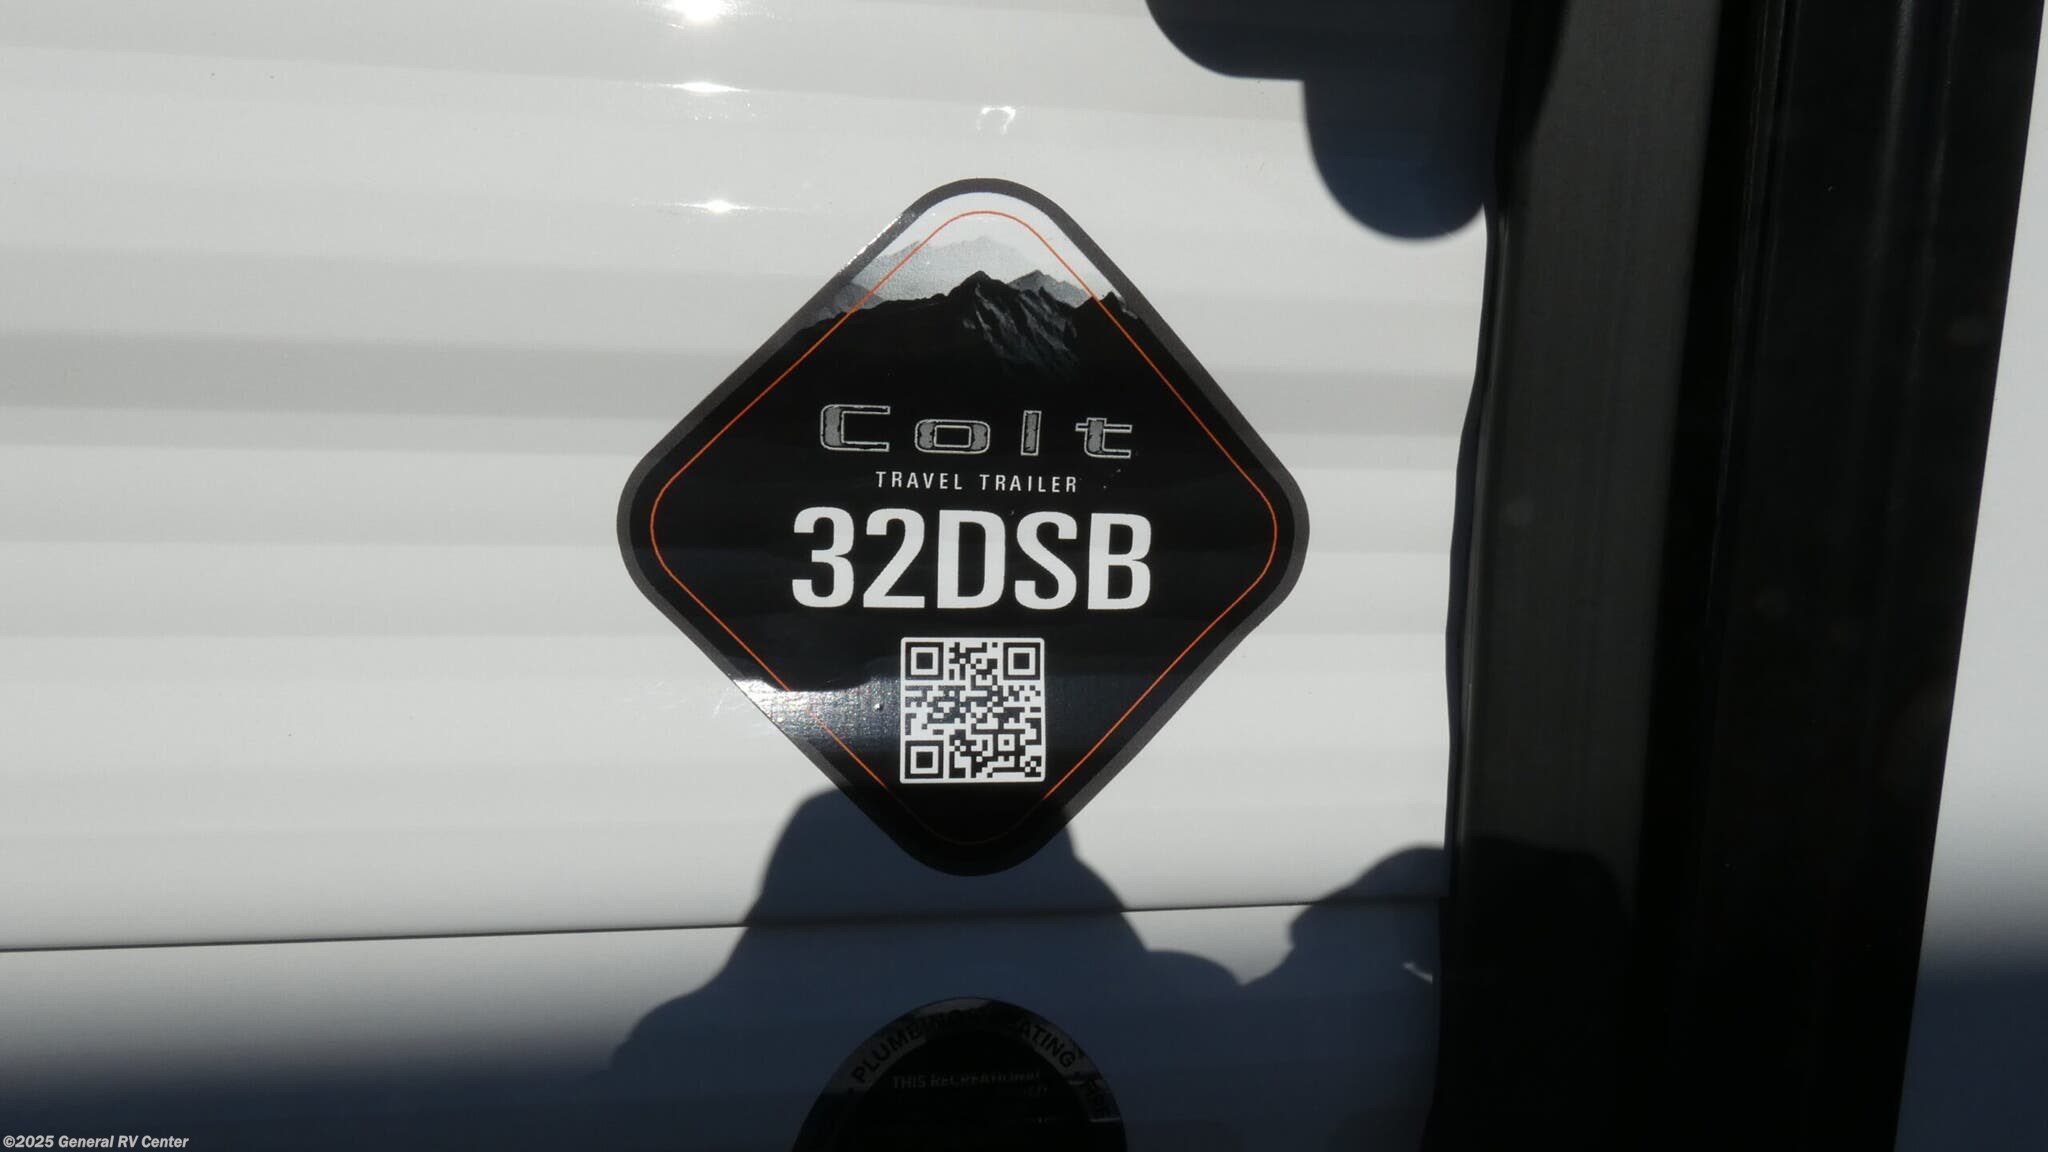 Colt
TRAVEL TRAILER
32DSB
PLUMBING
THIS RECREATIONAL
©2025 General RV Center